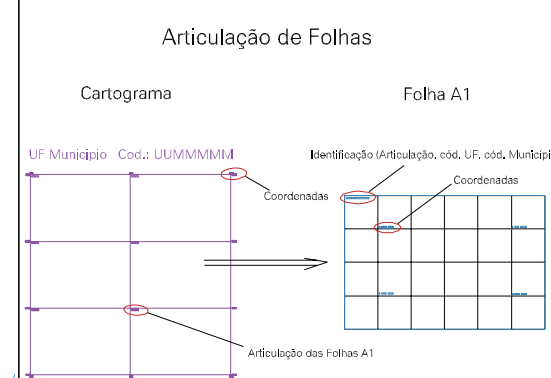 Articulação de Folhas
Cartograma
Folha A1
UF Município Cod.: UUMMMMM
Identificação (Articulação, cód. UF, cód. Municípi
Coordenadas
Coordenadas
Articulação das Folhas A1